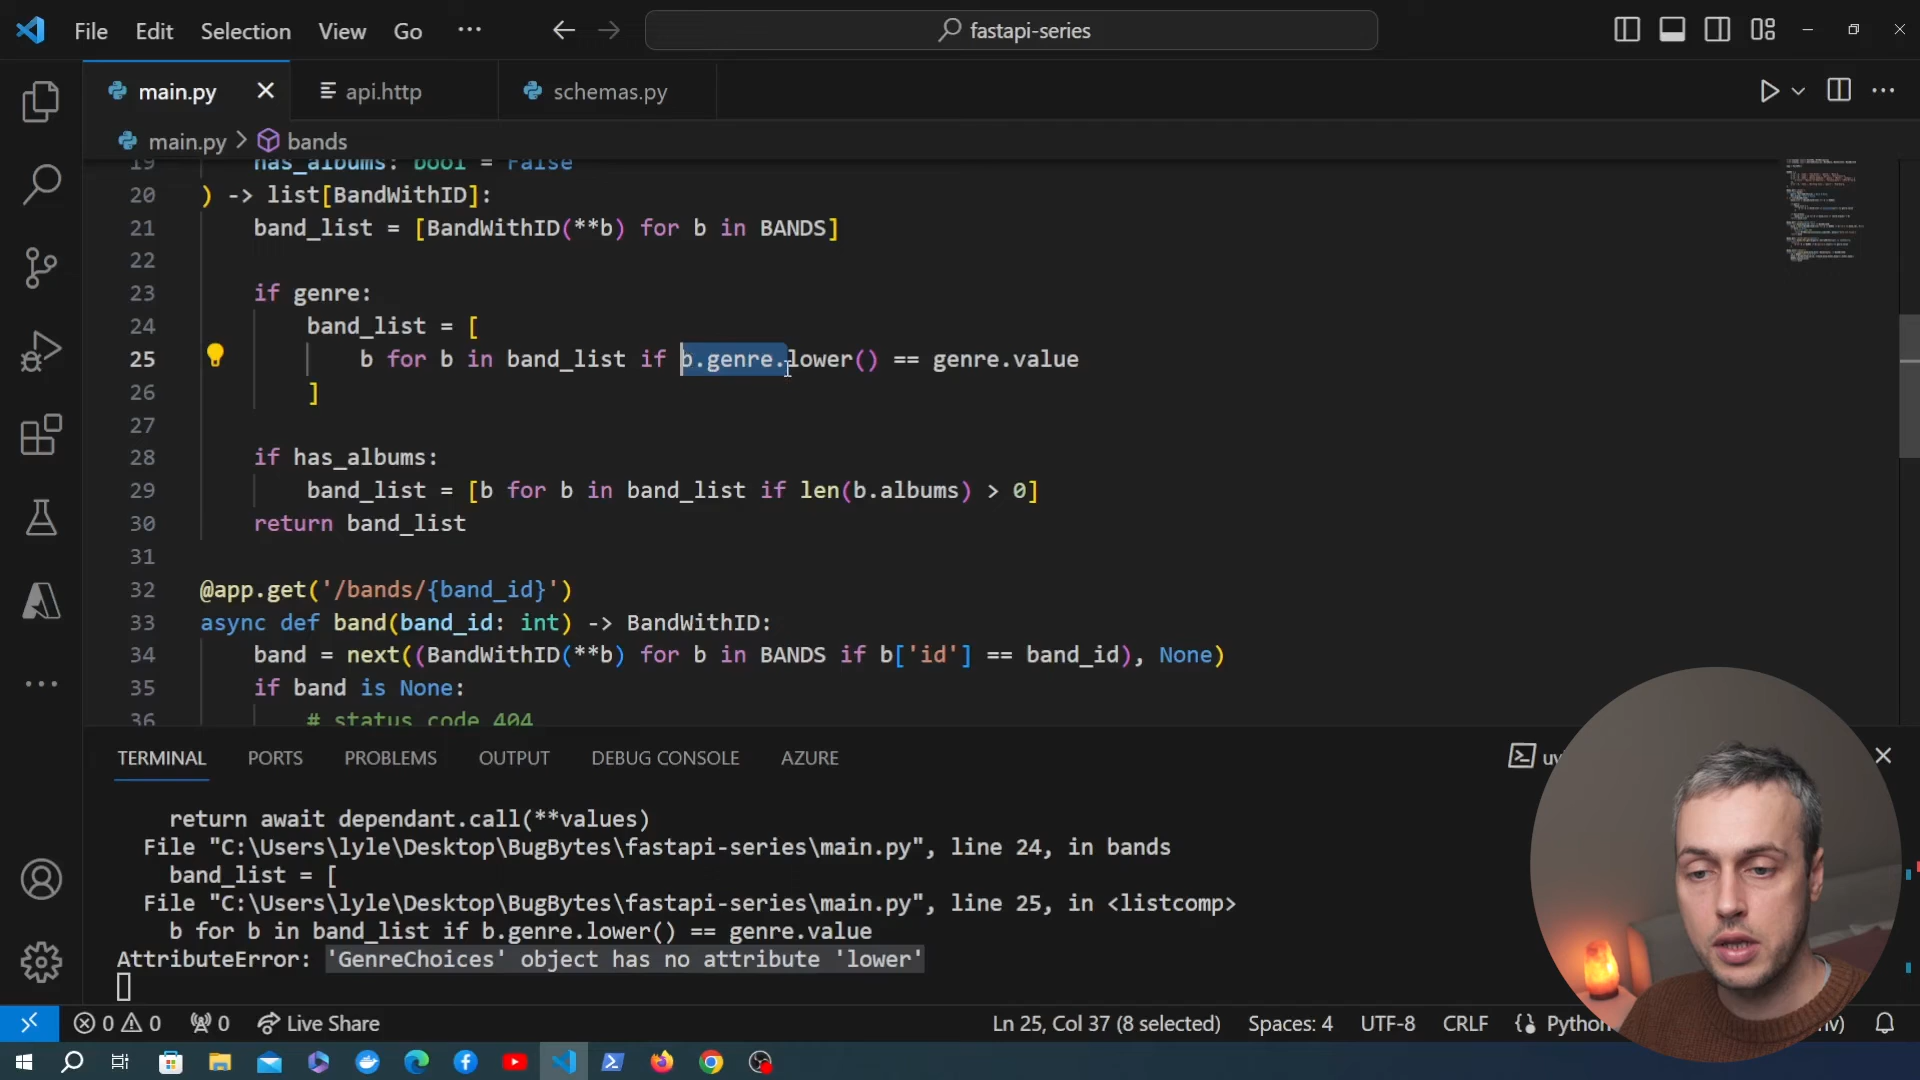 File Edit Selection View Go ··· fastapi-series
main.py api.http schemas.py
main.py > bands
19 has_albums: bool = False
20 ) -> list[BandWithID]:
21 band_list = [BandWithID(**b) for b in BANDS]
22
23 if genre:
24 band_list = [
25 b for b in band_list if b.genre.lower() == genre.value
26 ]
27
28 if has_albums:
29 band_list = [b for b in band_list if len(b.albums) > 0]
30 return band_list
31
32 @app.get('/bands/{band_id}')
33 async def band(band_id: int) -> BandWithID:
34 band = next((BandWithID(**b) for b in BANDS if b['id'] == band_id), None)
35 if band is None:
36 # status code 404
TERMINAL PORTS PROBLEMS OUTPUT DEBUG CONSOLE AZURE
return await dependant.call(**values)
File "C:\Users\lyle\Desktop\BugBytes\fastapi-series\main.py", line 24, in bands
band_list = [
File "C:\Users\lyle\Desktop\BugBytes\fastapi-series\main.py", line 25, in <listcomp>
b for b in band_list if b.genre.lower() == genre.value
AttributeError: 'GenreChoices' object has no attribute 'lower'
0 0 0 Live Share Ln 25, Col 37 (8 selected) Spaces: 4 UTF-8 CRLF